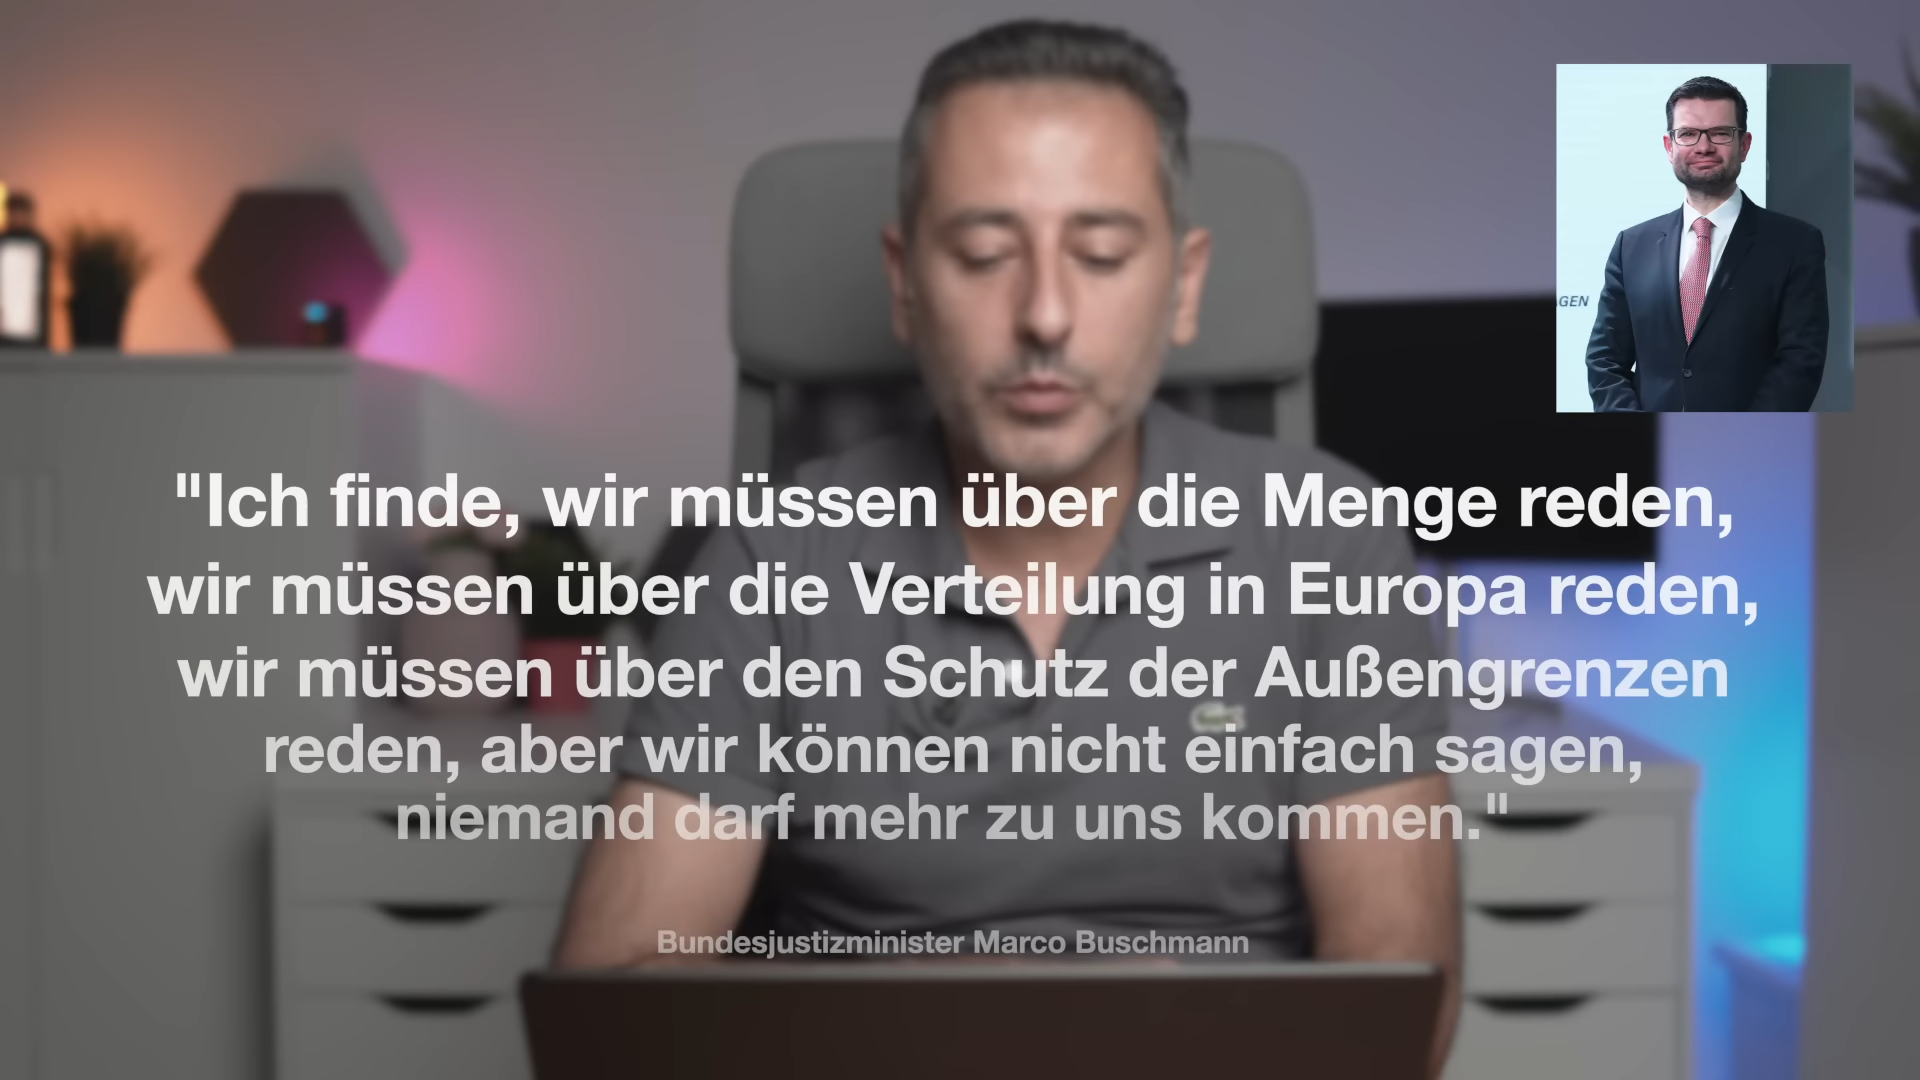 GEN
"Ich finde, wir müssen über die Menge reden,
wir müssen über die Verteilung in Europa reden,
wir müssen über den Schutz der Außengrenzen
reden, aber wir können nicht einfach sagen,
niemand darf mehr zu uns kommen."
Bundesjustizminister Marco Buschmann